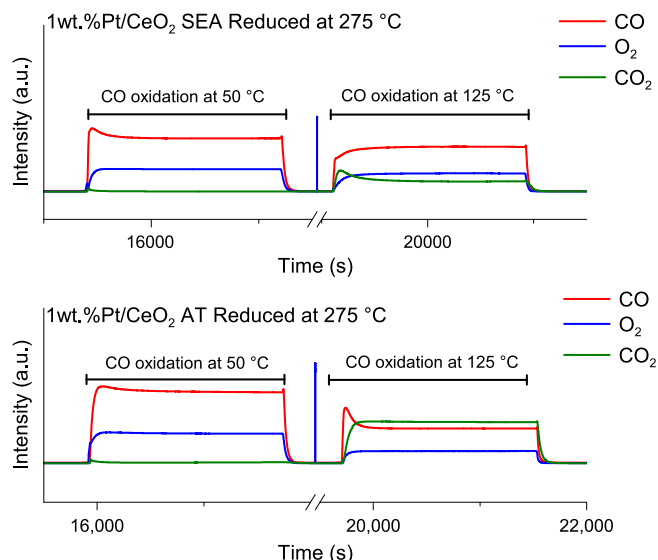 1wt.%Pt/CeO₂ SEA Reduced at 275 °C
CO
O₂
CO₂
CO oxidation at 50 °C
CO oxidation at 125 °C
Intensity (a.u.)
16000
20000
Time (s)
1wt.%Pt/CeO₂ AT Reduced at 275 °C
CO
O₂
CO₂
CO oxidation at 50 °C
CO oxidation at 125 °C
Intensity (a.u.)
16,000
20,000
22,000
Time (s)